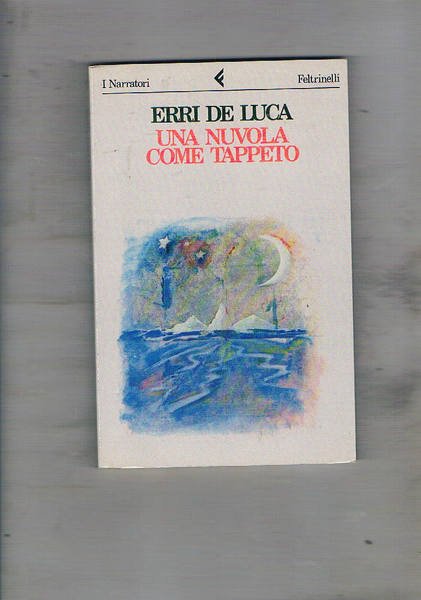 I Narratori Feltrinelli
ERRI DE LUCA
UNA NUVOLA
COME TAPPETO